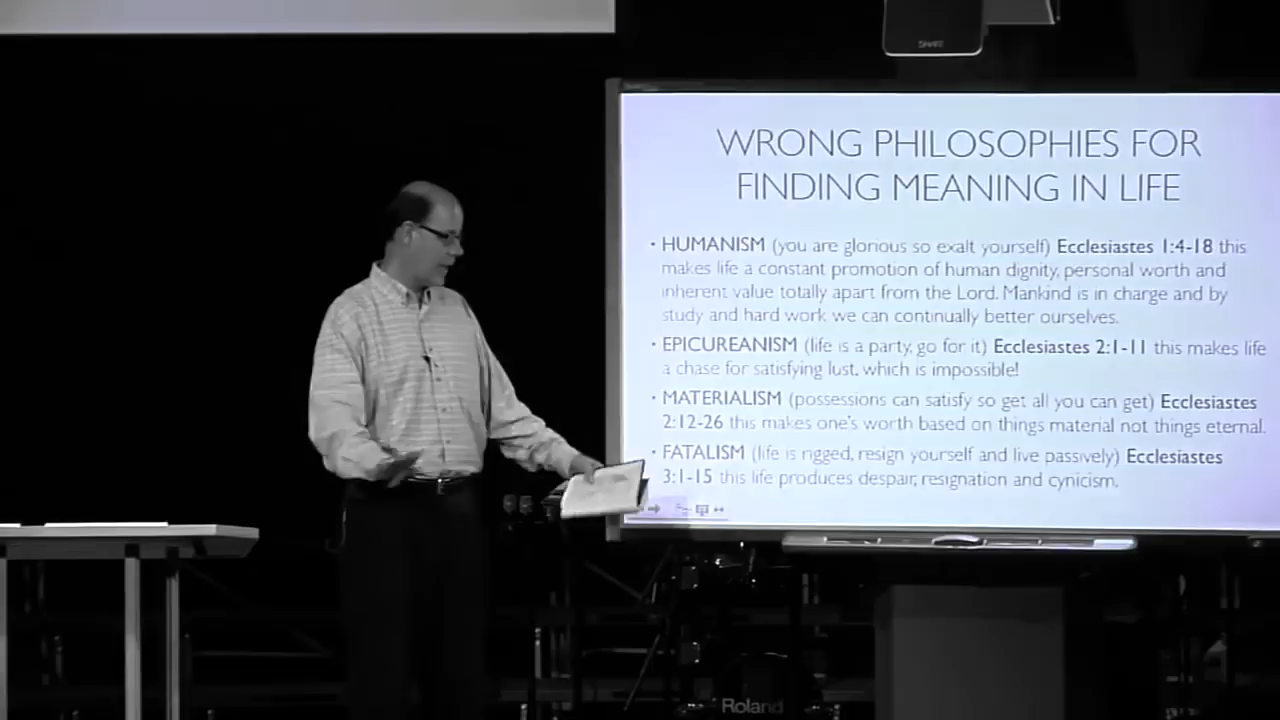 SMART
WRONG PHILOSOPHIES FOR
FINDING MEANING IN LIFE
• HUMANISM (you are glorious so exalt yourself) Ecclesiastes 1:4-18 this
makes life a constant promotion of human dignity, personal worth and
inherent value totally apart from the Lord. Mankind is in charge and by
study and hard work we can continually better ourselves.
• EPICUREANISM (life is a party, go for it) Ecclesiastes 2:1-11 this makes life
a chase for satisfying lust, which is impossible!
• MATERIALISM (possessions can satisfy so get all you can get) Ecclesiastes
2:12-26 this makes one's worth based on things material not things eternal.
• FATALISM (life is rigged, resign yourself and live passively) Ecclesiastes
3:1-15 this life produces despair, resignation and cynicism.
Roland